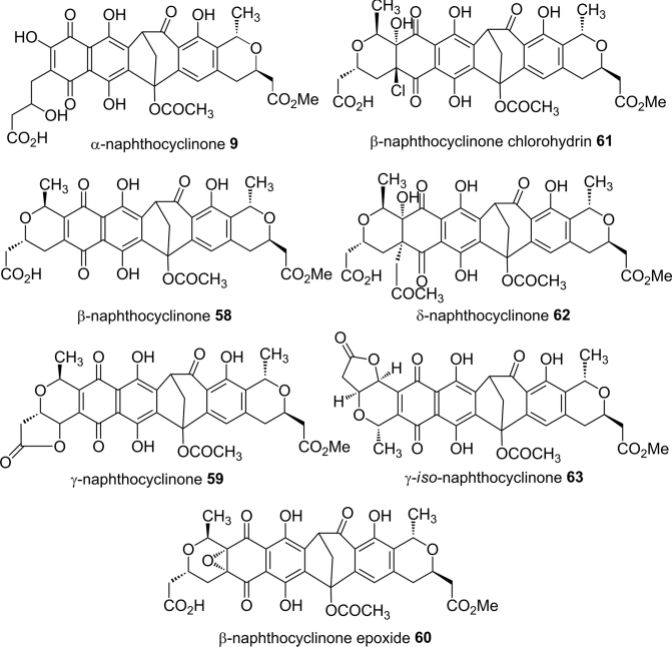 O OH O OH CH3
HO
O
O OH OCOCH3 CO2Me
OH
CO2H
α-naphthocyclinone 9
CH3 OH O OH O OH CH3
O O
CO2H Cl O OH OCOCH3 CO2Me
β-naphthocyclinone chlorohydrin 61
CH3 O OH O OH CH3
O O
CO2H O OH OCOCH3 CO2Me
β-naphthocyclinone 58
CH3 OH O OH O OH CH3
O O
CO2H O OH OCOCH3 CO2Me
COCH3
δ-naphthocyclinone 62
CH3 O OH O OH CH3
O O
O O O OH OCOCH3 CO2Me
γ-naphthocyclinone 59
O O H O OH O OH CH3
H O
O
CH3 O OH OCOCH3 CO2Me
γ-iso-naphthocyclinone 63
CH3 O OH O OH CH3
O O O
CO2H O OH OCOCH3 CO2Me
β-naphthocyclinone epoxide 60